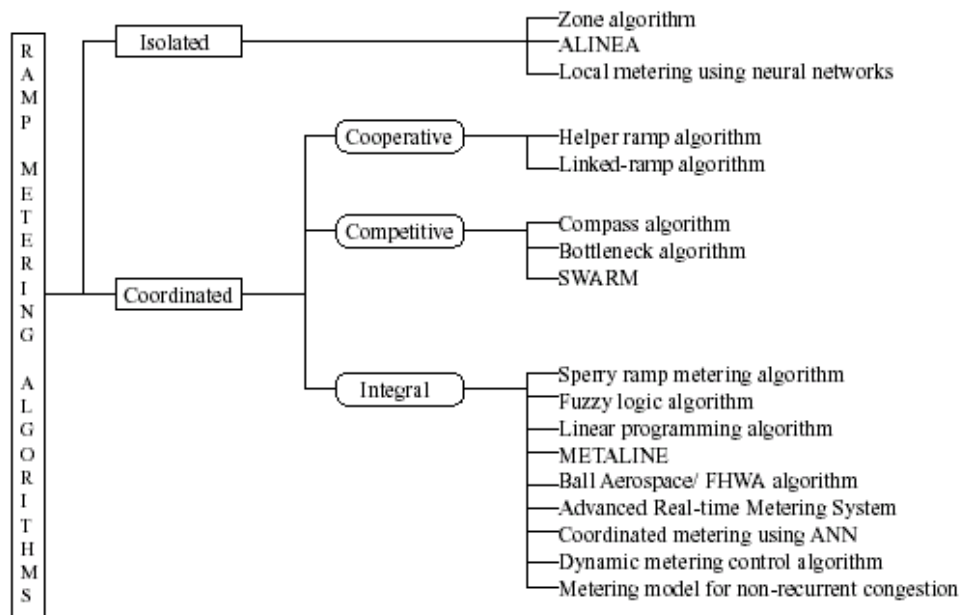 RAMP METERING ALGORITHMS
Isolated
Zone algorithm
ALINEA
Local metering using neural networks
Coordinated
Cooperative
Helper ramp algorithm
Linked-ramp algorithm
Competitive
Compass algorithm
Bottleneck algorithm
SWARM
Integral
Sperry ramp metering algorithm
Fuzzy logic algorithm
Linear programming algorithm
METALINE
Ball Aerospace/ FHWA algorithm
Advanced Real-time Metering System
Coordinated metering using ANN
Dynamic metering control algorithm
Metering model for non-recurrent congestion